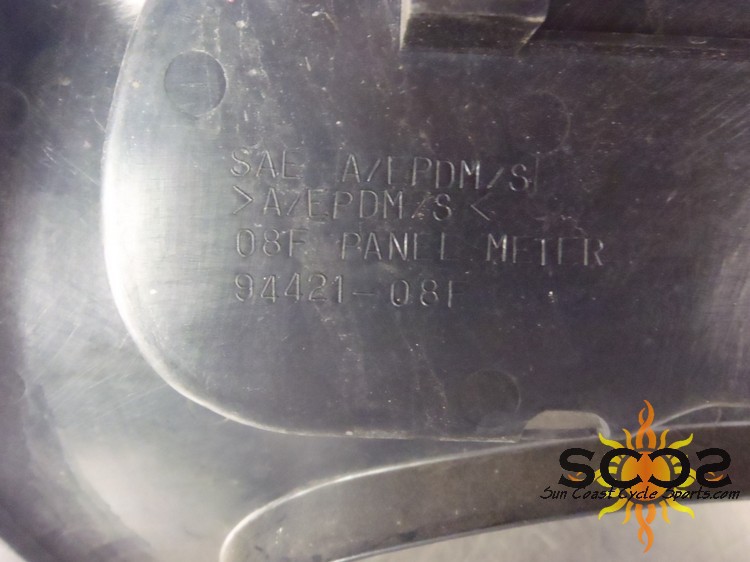 SAE A/EPDM/S
>A/EPDM/S<
08F PANEL METER
94421-08F
SCCS
Sun Coast Cycle Sports.com